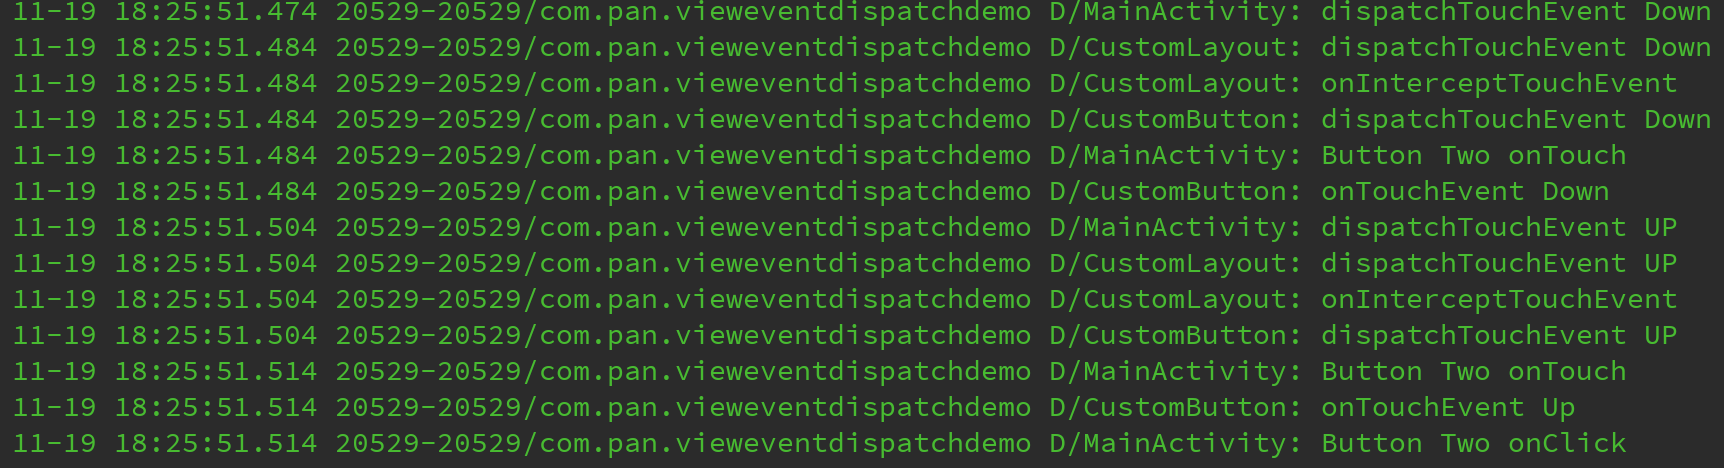 11-19 18:25:51.474 20529-20529/com.pan.vieweventdispatchdemo D/MainActivity: dispatchTouchEvent Down
11-19 18:25:51.484 20529-20529/com.pan.vieweventdispatchdemo D/CustomLayout: dispatchTouchEvent Down
11-19 18:25:51.484 20529-20529/com.pan.vieweventdispatchdemo D/CustomLayout: onInterceptTouchEvent
11-19 18:25:51.484 20529-20529/com.pan.vieweventdispatchdemo D/CustomButton: dispatchTouchEvent Down
11-19 18:25:51.484 20529-20529/com.pan.vieweventdispatchdemo D/MainActivity: Button Two onTouch
11-19 18:25:51.484 20529-20529/com.pan.vieweventdispatchdemo D/CustomButton: onTouchEvent Down
11-19 18:25:51.504 20529-20529/com.pan.vieweventdispatchdemo D/MainActivity: dispatchTouchEvent UP
11-19 18:25:51.504 20529-20529/com.pan.vieweventdispatchdemo D/CustomLayout: dispatchTouchEvent UP
11-19 18:25:51.504 20529-20529/com.pan.vieweventdispatchdemo D/CustomLayout: onInterceptTouchEvent
11-19 18:25:51.504 20529-20529/com.pan.vieweventdispatchdemo D/CustomButton: dispatchTouchEvent UP
11-19 18:25:51.514 20529-20529/com.pan.vieweventdispatchdemo D/MainActivity: Button Two onTouch
11-19 18:25:51.514 20529-20529/com.pan.vieweventdispatchdemo D/CustomButton: onTouchEvent Up
11-19 18:25:51.514 20529-20529/com.pan.vieweventdispatchdemo D/MainActivity: Button Two onClick